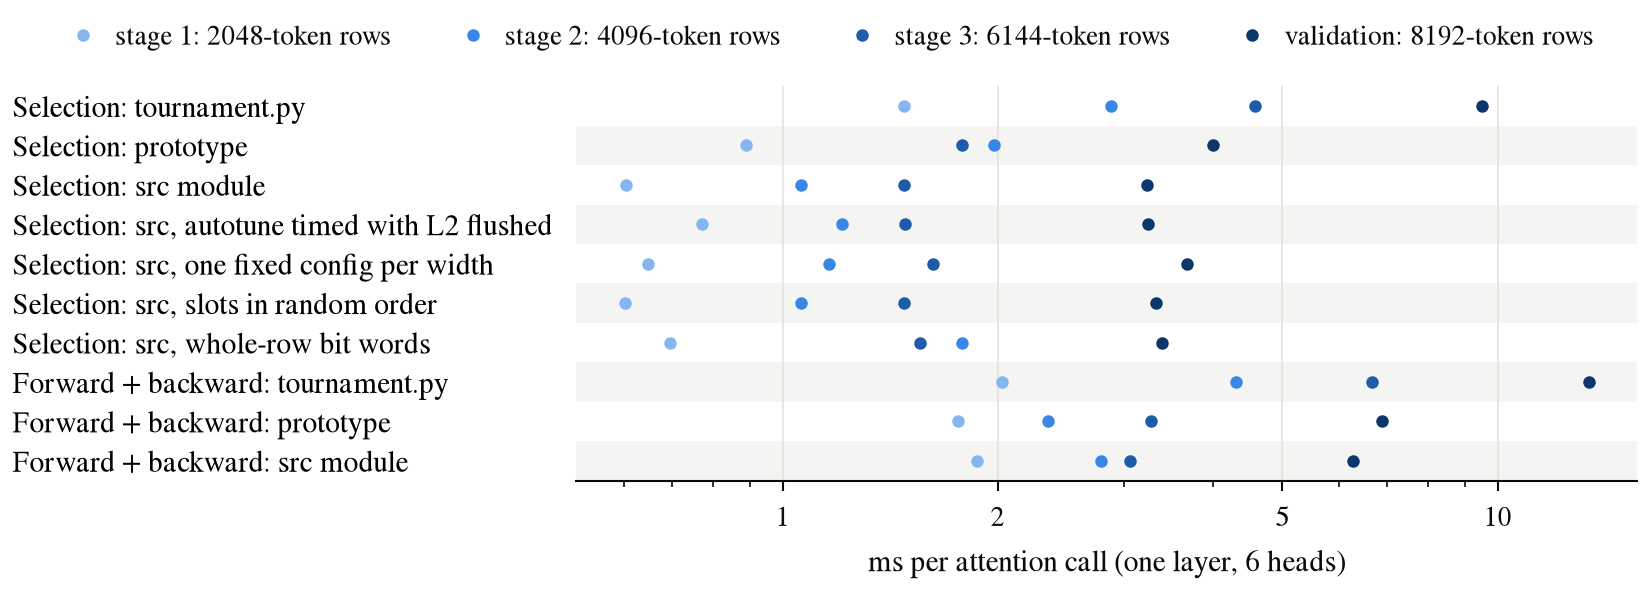 stage 1: 2048-token rows
stage 2: 4096-token rows
stage 3: 6144-token rows
validation: 8192-token rows
Selection: tournament.py
Selection: prototype
Selection: src module
Selection: src, autotune timed with L2 flushed
Selection: src, one fixed config per width
Selection: src, slots in random order
Selection: src, whole-row bit words
Forward + backward: tournament.py
Forward + backward: prototype
Forward + backward: src module
1 2 5 10
ms per attention call (one layer, 6 heads)